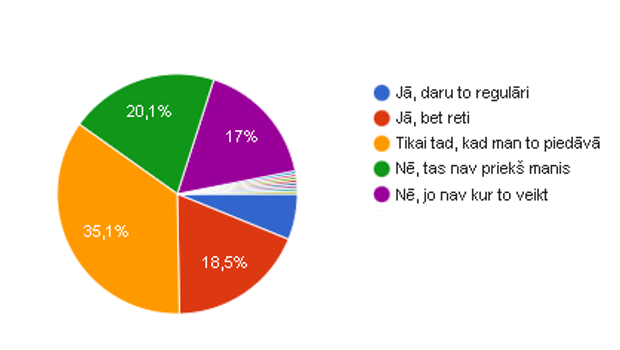 20,1%
17%
35,1%
18,5%
Jā, daru to regulāri
Jā, bet reti
Tikai tad, kad man to piedāvā
Nē, tas nav priekš manis
Nē, jo nav kur to veikt